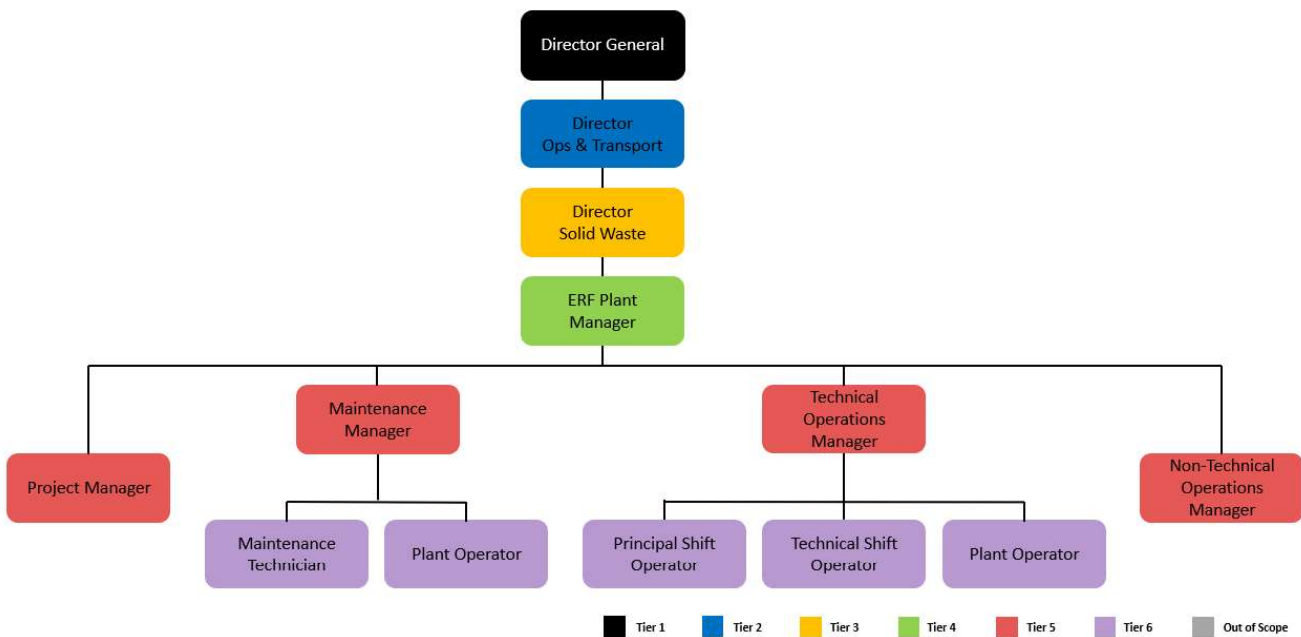 Director General
Director
Ops & Transport
Director
Solid Waste
ERF Plant
Manager
Maintenance
Manager
Technical
Operations
Manager
Project Manager
Non-Technical
Operations
Manager
Maintenance
Technician
Plant Operator
Principal Shift
Operator
Technical Shift
Operator
Plant Operator
Tier 1
Tier 2
Tier 3
Tier 4
Tier 5
Tier 6
Out of Scope